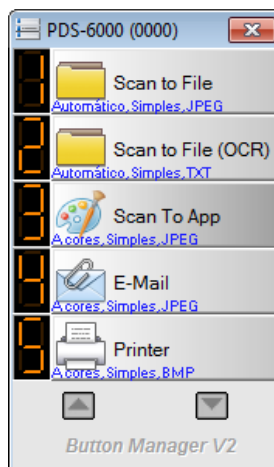 PDS-6000 (0000)
1
Scan to File
Automático,Simples,JPEG
2
Scan to File (OCR)
Automático,Simples,TXT
3
Scan To App
A cores,Simples,JPEG
4
E-Mail
A cores,Simples,JPEG
5
Printer
A cores,Simples,BMP
Button Manager V2